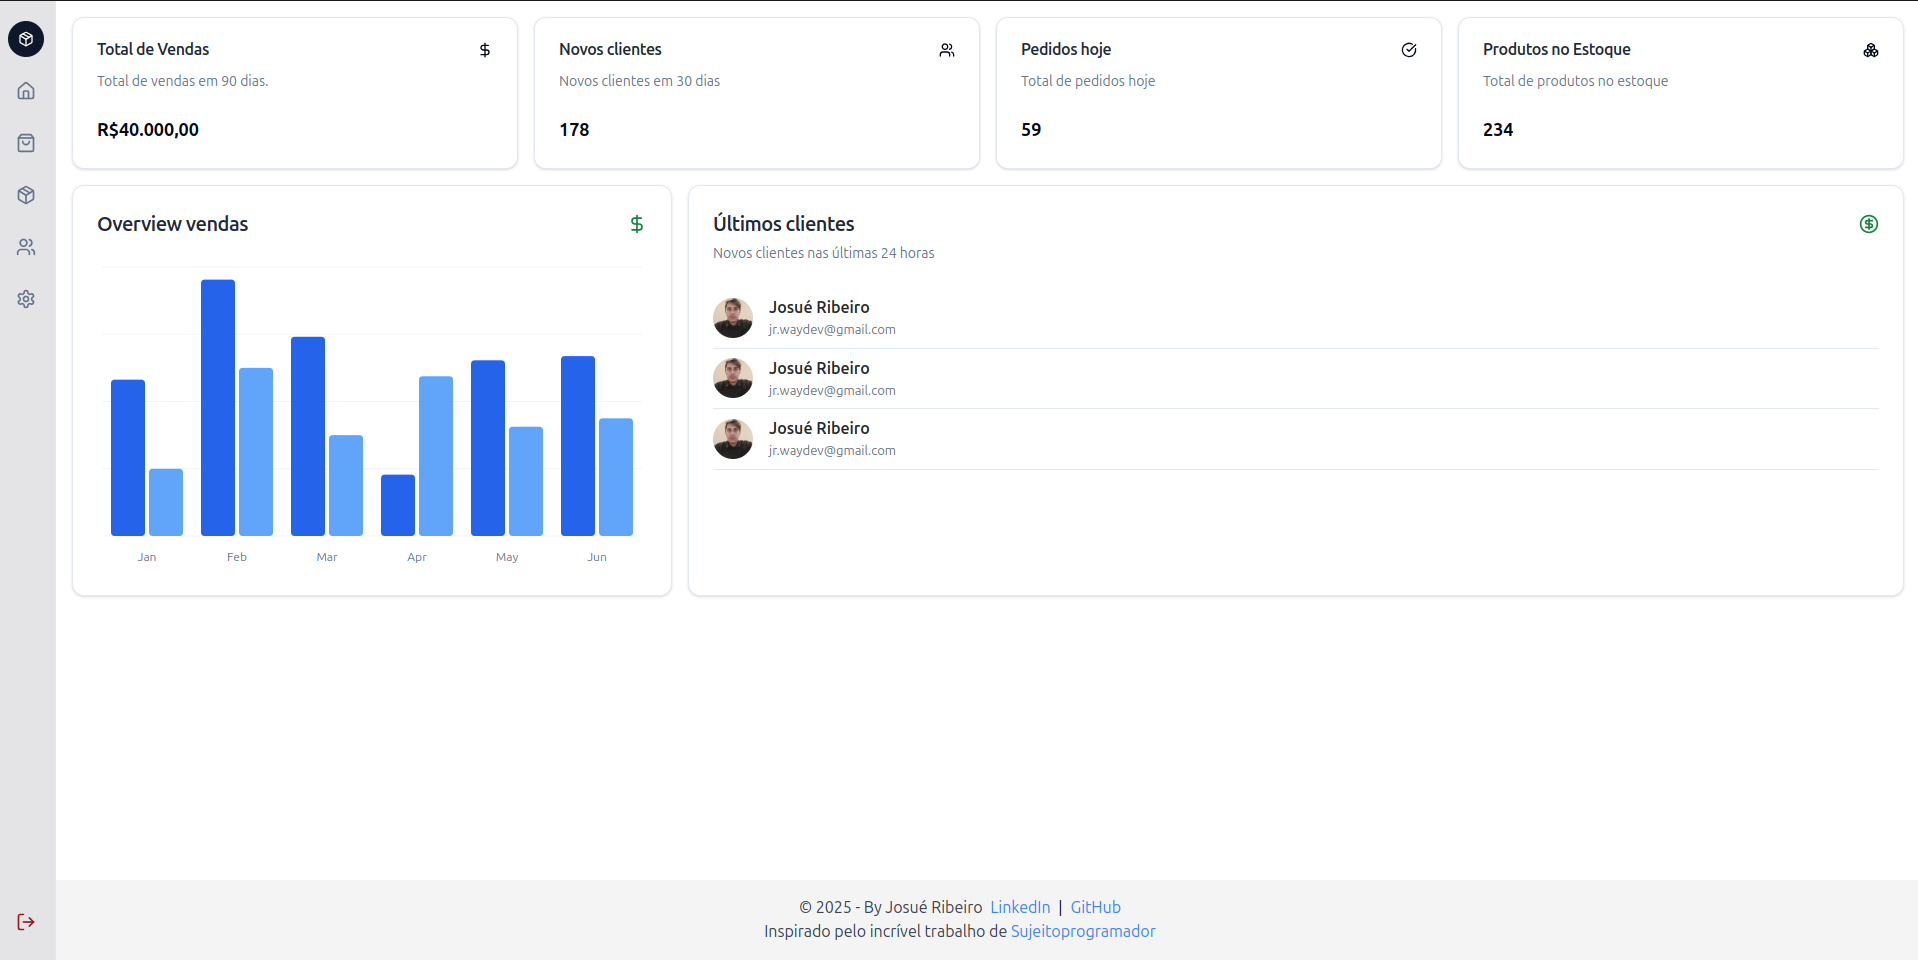 Total de Vendas
Total de vendas em 90 dias.
R$40.000,00
Novos clientes
Novos clientes em 30 dias
178
Pedidos hoje
Total de pedidos hoje
59
Produtos no Estoque
Total de produtos no estoque
234
Overview vendas
Jan Feb Mar Apr May Jun
Últimos clientes
Novos clientes nas últimas 24 horas
Josué Ribeiro
jr.waydev@gmail.com
Josué Ribeiro
jr.waydev@gmail.com
Josué Ribeiro
jr.waydev@gmail.com
© 2025 - By Josué Ribeiro LinkedIn | GitHub
Inspirado pelo incrível trabalho de Sujeitoprogramador